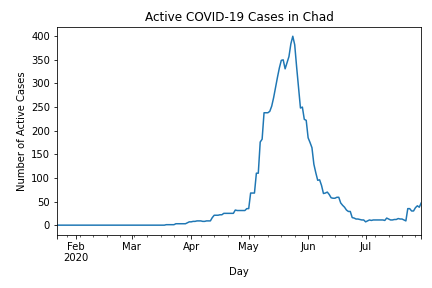 Active COVID-19 Cases in Chad
Number of Active Cases
400
350
300
250
200
150
100
50
0
Feb Mar Apr May Jun Jul
2020
Day